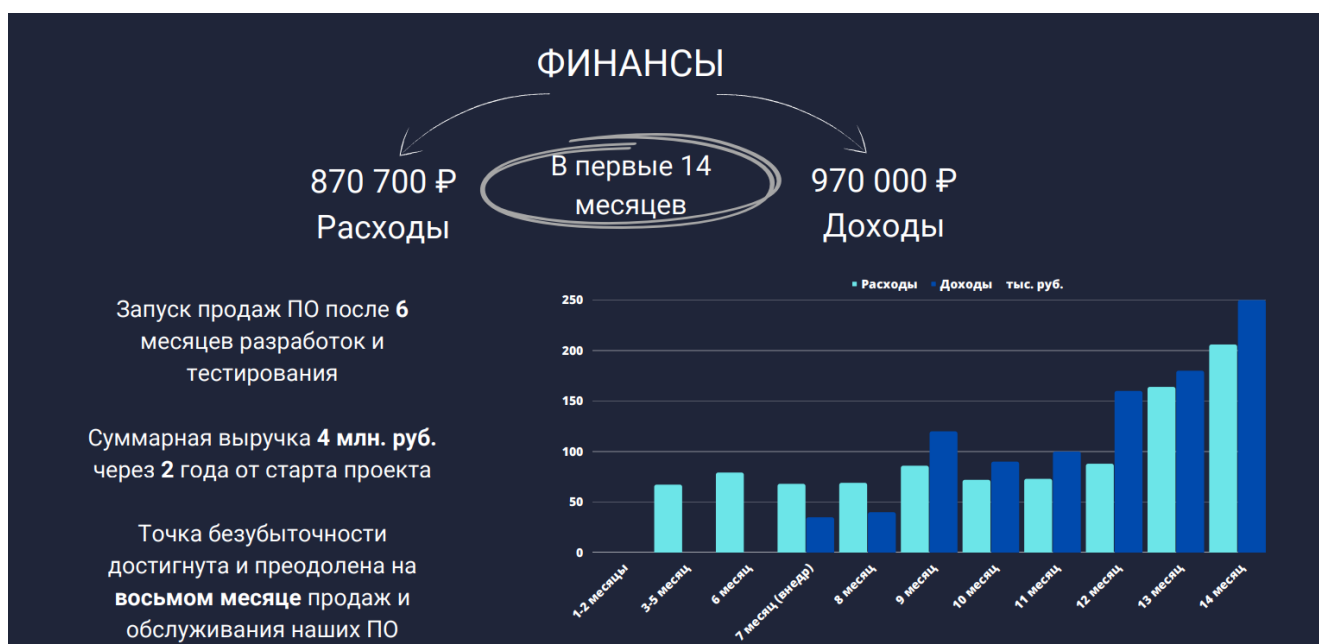 ФИНАНСЫ
870 700 ₽
Расходы
В первые 14
месяцев
970 000 ₽
Доходы
Запуск продаж ПО после 6
месяцев разработок и
тестирования
Суммарная выручка 4 млн. руб.
через 2 года от старта проекта
Точка безубыточности
достигнута и преодолена на
восьмом месяце продаж и
обслуживания наших ПО
Расходы Доходы тыс. руб.
250
200
150
100
50
0
1-2 месяцы
3-5 месяц
6 месяц
7 месяц (внедр)
8 месяц
9 месяц
10 месяц
11 месяц
12 месяц
13 месяц
14 месяц